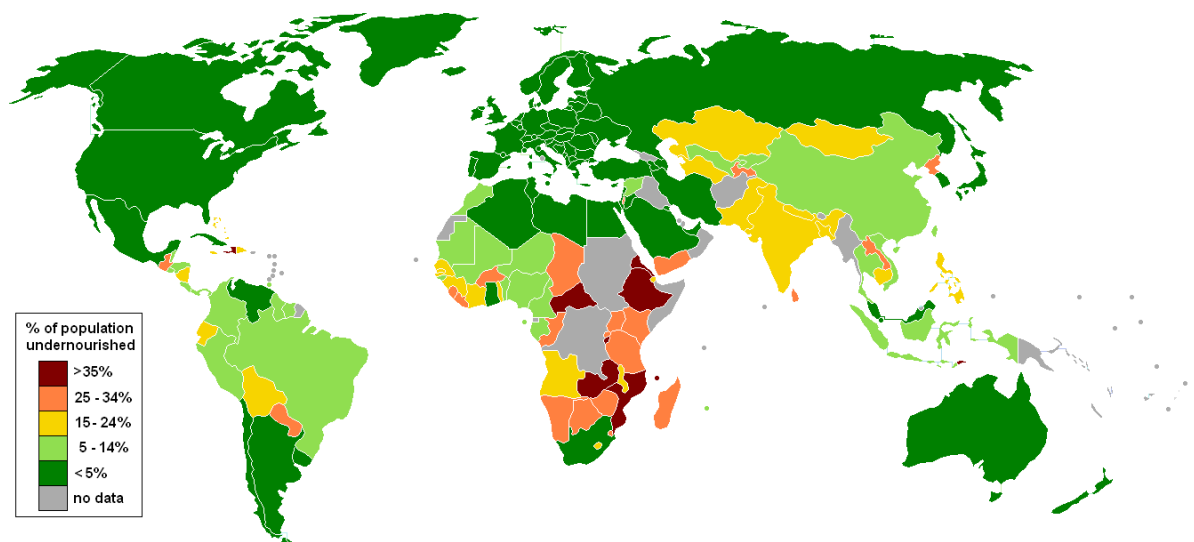 % of population
undernourished
>35%
25 - 34%
15 - 24%
5 - 14%
< 5%
no data